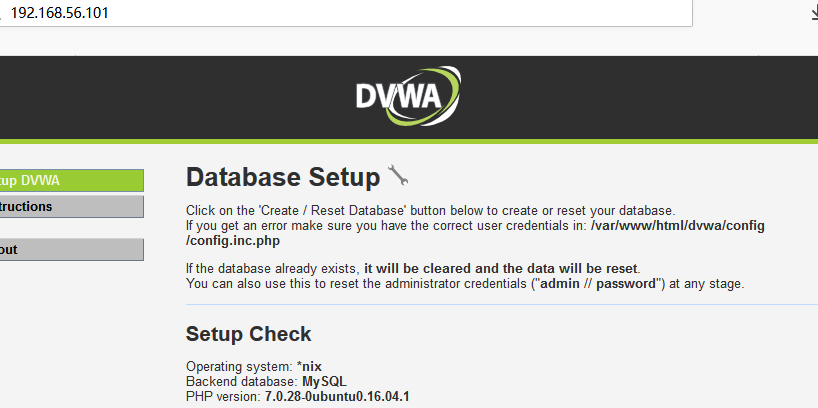 192.168.56.101
DVWA
tup DVWA
tructions
out
Database Setup
Click on the 'Create / Reset Database' button below to create or reset your database.
If you get an error make sure you have the correct user credentials in: /var/www/html/dvwa/config
/config.inc.php
If the database already exists, it will be cleared and the data will be reset.
You can also use this to reset the administrator credentials ("admin // password") at any stage.
Setup Check
Operating system: *nix
Backend database: MySQL
PHP version: 7.0.28-0ubuntu0.16.04.1